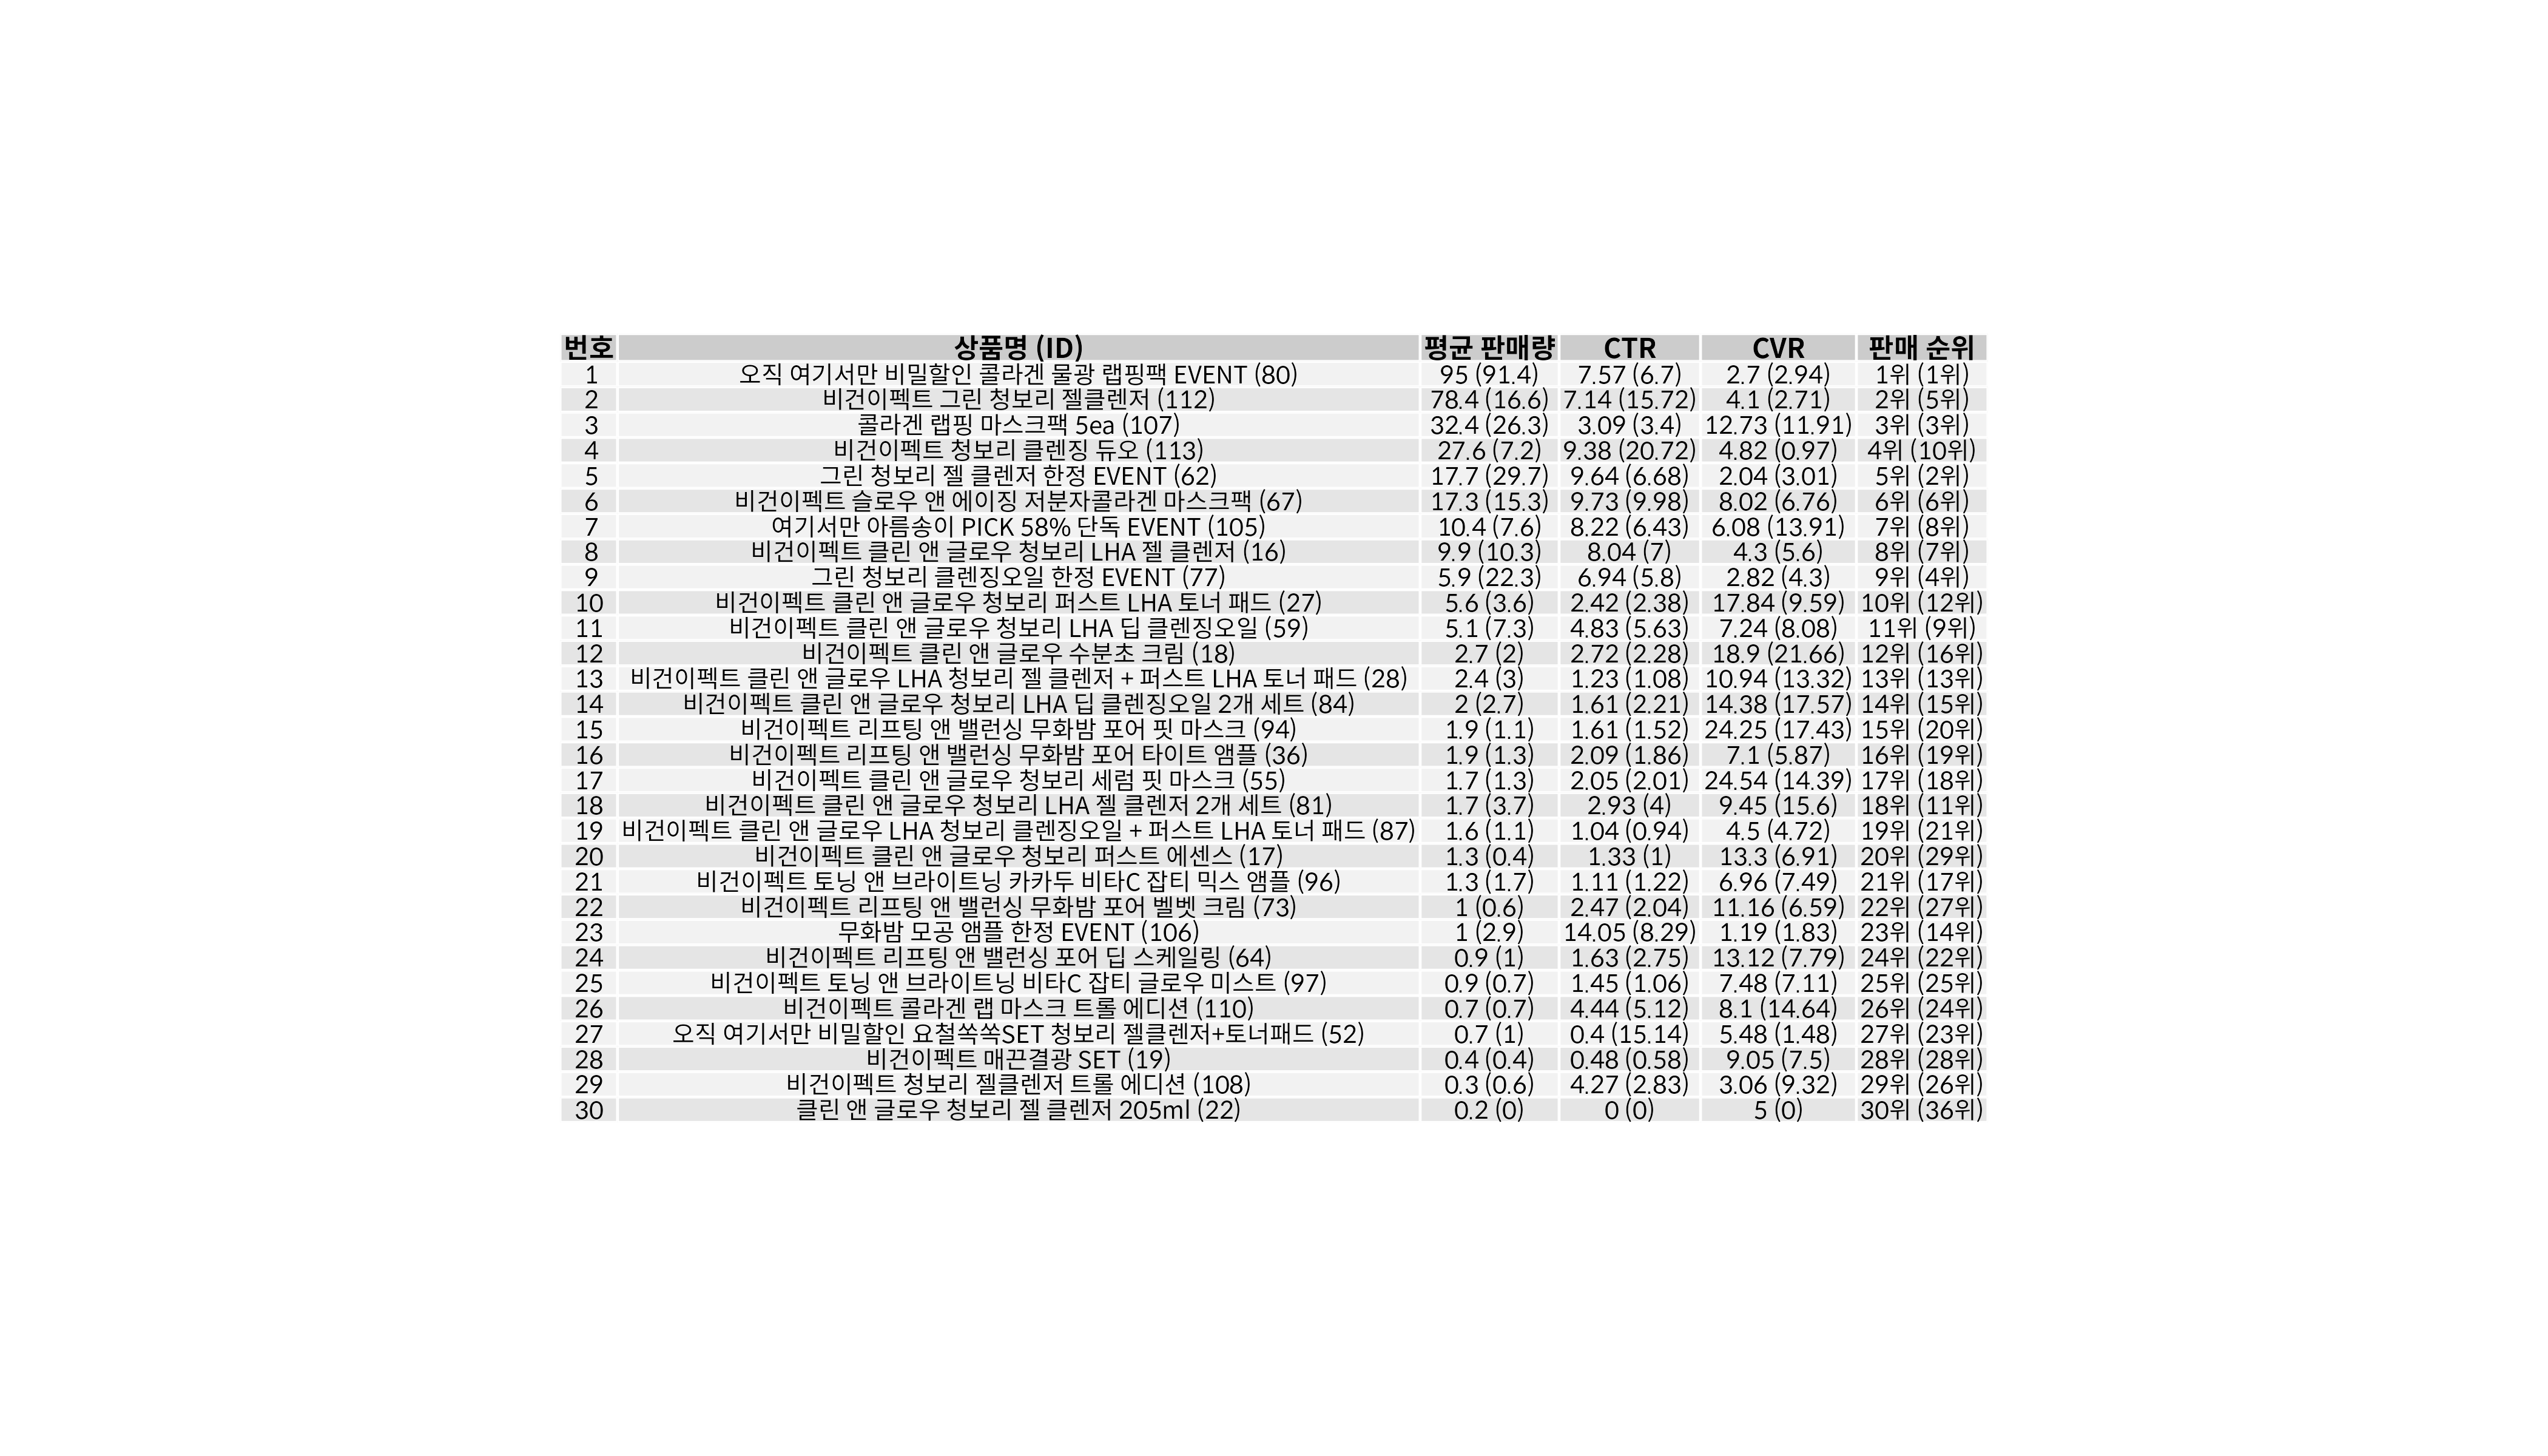 번호 상품명 (ID) 평균 판매량 CTR CVR 판매 순위
1 오직 여기서만 비밀할인 콜라겐 물광 랩핑팩 EVENT (80) 95 (91.4) 7.57 (6.7) 2.7 (2.94) 1위 (1위)
2 비건이펙트 그린 청보리 젤클렌저 (112) 78.4 (16.6) 7.14 (15.72) 4.1 (2.71) 2위 (5위)
3 콜라겐 랩핑 마스크팩 5ea (107) 32.4 (26.3) 3.09 (3.4) 12.73 (11.91) 3위 (3위)
4 비건이펙트 청보리 클렌징 듀오 (113) 27.6 (7.2) 9.38 (20.72) 4.82 (0.97) 4위 (10위)
5 그린 청보리 젤 클렌저 한정 EVENT (62) 17.7 (29.7) 9.64 (6.68) 2.04 (3.01) 5위 (2위)
6 비건이펙트 슬로우 앤 에이징 저분자콜라겐 마스크팩 (67) 17.3 (15.3) 9.73 (9.98) 8.02 (6.76) 6위 (6위)
7 여기서만 아름송이 PICK 58% 단독 EVENT (105) 10.4 (7.6) 8.22 (6.43) 6.08 (13.91) 7위 (8위)
8 비건이펙트 클린 앤 글로우 청보리 LHA 젤 클렌저 (16) 9.9 (10.3) 8.04 (7) 4.3 (5.6) 8위 (7위)
9 그린 청보리 클렌징오일 한정 EVENT (77) 5.9 (22.3) 6.94 (5.8) 2.82 (4.3) 9위 (4위)
10 비건이펙트 클린 앤 글로우 청보리 퍼스트 LHA 토너 패드 (27) 5.6 (3.6) 2.42 (2.38) 17.84 (9.59) 10위 (12위)
11 비건이펙트 클린 앤 글로우 청보리 LHA 딥 클렌징오일 (59) 5.1 (7.3) 4.83 (5.63) 7.24 (8.08) 11위 (9위)
12 비건이펙트 클린 앤 글로우 수분초 크림 (18) 2.7 (2) 2.72 (2.28) 18.9 (21.66) 12위 (16위)
13 비건이펙트 클린 앤 글로우 LHA 청보리 젤 클렌저 + 퍼스트 LHA 토너 패드 (28) 2.4 (3) 1.23 (1.08) 10.94 (13.32) 13위 (13위)
14 비건이펙트 클린 앤 글로우 청보리 LHA 딥 클렌징오일 2개 세트 (84) 2 (2.7) 1.61 (2.21) 14.38 (17.57) 14위 (15위)
15 비건이펙트 리프팅 앤 밸런싱 무화밤 포어 핏 마스크 (94) 1.9 (1.1) 1.61 (1.52) 24.25 (17.43) 15위 (20위)
16 비건이펙트 리프팅 앤 밸런싱 무화밤 포어 타이트 앰플 (36) 1.9 (1.3) 2.09 (1.86) 7.1 (5.87) 16위 (19위)
17 비건이펙트 클린 앤 글로우 청보리 세럼 핏 마스크 (55) 1.7 (1.3) 2.05 (2.01) 24.54 (14.39) 17위 (18위)
18 비건이펙트 클린 앤 글로우 청보리 LHA 젤 클렌저 2개 세트 (81) 1.7 (3.7) 2.93 (4) 9.45 (15.6) 18위 (11위)
19 비건이펙트 클린 앤 글로우 LHA 청보리 클렌징오일 + 퍼스트 LHA 토너 패드 (87) 1.6 (1.1) 1.04 (0.94) 4.5 (4.72) 19위 (21위)
20 비건이펙트 클린 앤 글로우 청보리 퍼스트 에센스 (17) 1.3 (0.4) 1.33 (1) 13.3 (6.91) 20위 (29위)
21 비건이펙트 토닝 앤 브라이트닝 카카두 비타C 잡티 믹스 앰플 (96) 1.3 (1.7) 1.11 (1.22) 6.96 (7.49) 21위 (17위)
22 비건이펙트 리프팅 앤 밸런싱 무화밤 포어 벨벳 크림 (73) 1 (0.6) 2.47 (2.04) 11.16 (6.59) 22위 (27위)
23 무화밤 모공 앰플 한정 EVENT (106) 1 (2.9) 14.05 (8.29) 1.19 (1.83) 23위 (14위)
24 비건이펙트 리프팅 앤 밸런싱 포어 딥 스케일링 (64) 0.9 (1) 1.63 (2.75) 13.12 (7.79) 24위 (22위)
25 비건이펙트 토닝 앤 브라이트닝 비타C 잡티 글로우 미스트 (97) 0.9 (0.7) 1.45 (1.06) 7.48 (7.11) 25위 (25위)
26 비건이펙트 콜라겐 랩 마스크 트롤 에디션 (110) 0.7 (0.7) 4.44 (5.12) 8.1 (14.64) 26위 (24위)
27 오직 여기서만 비밀할인 요철쏙쏙SET 청보리 젤클렌저+토너패드 (52) 0.7 (1) 0.4 (15.14) 5.48 (1.48) 27위 (23위)
28 비건이펙트 매끈결광 SET (19) 0.4 (0.4) 0.48 (0.58) 9.05 (7.5) 28위 (28위)
29 비건이펙트 청보리 젤클렌저 트롤 에디션 (108) 0.3 (0.6) 4.27 (2.83) 3.06 (9.32) 29위 (26위)
30 클린 앤 글로우 청보리 젤 클렌저 205ml (22) 0.2 (0) 0 (0) 5 (0) 30위 (36위)